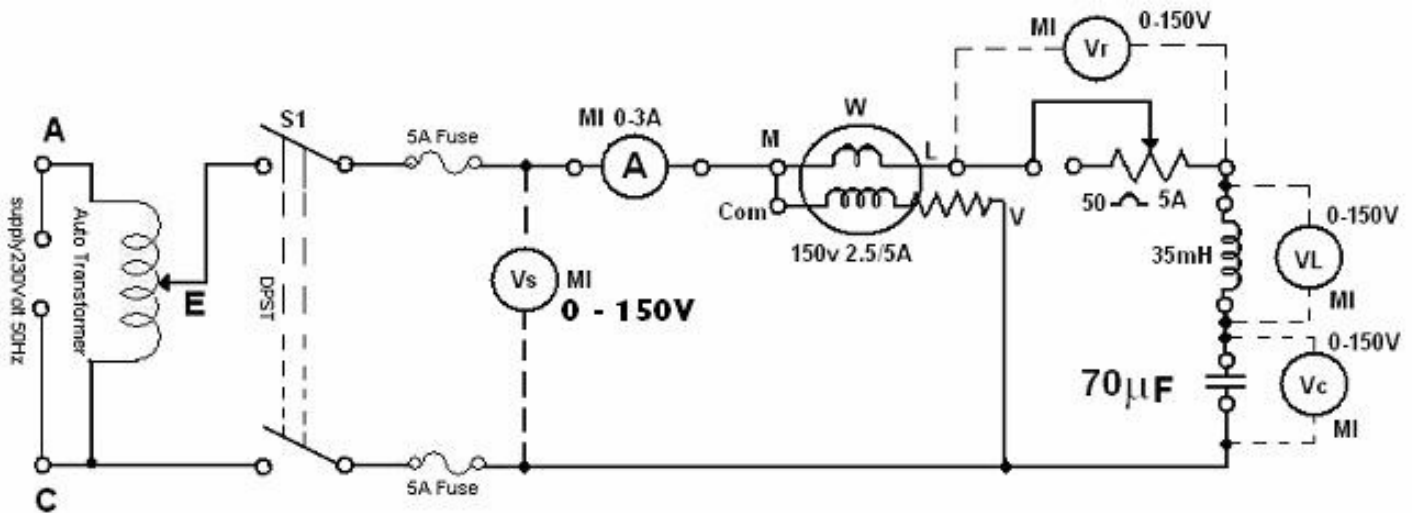 A
supply230Volt 50Hz
Auto Transformer
E
C
S1
DPST
5A Fuse
5A Fuse
Vs
MI
0 - 150V
MI 0-3A
A
M
Com
W
L
V
150v 2.5/5A
MI
Vr
0-150V
50
5A
35mH
0-150V
VL
MI
70μF
0-150V
Vc
MI